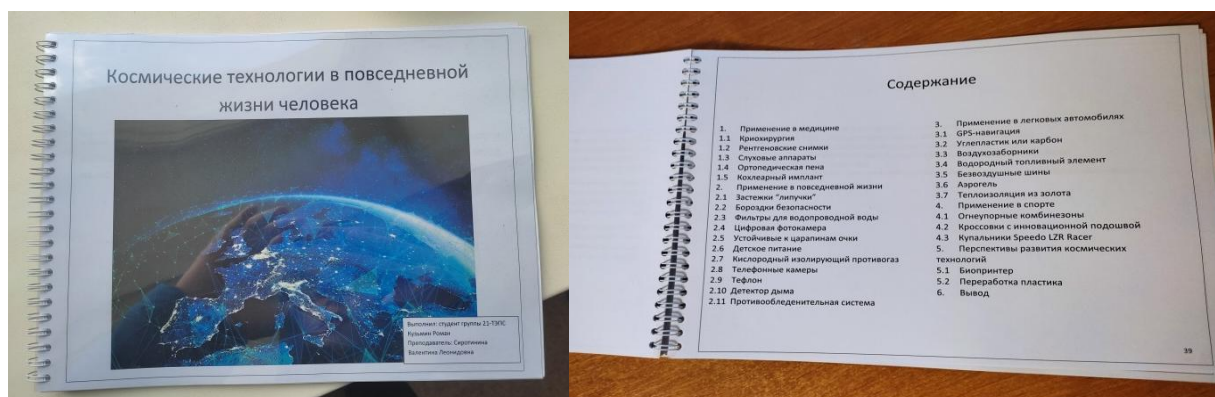 Космические технологии в повседневной
жизни человека
Выполнил: студент группы 21-ТЭПС
Кузьмин Роман
Преподаватель: Сиротинина
Валентина Леонидовна
Содержание
1. Применение в медицине
1.1 Криохирургия
1.2 Рентгеновские снимки
1.3 Слуховые аппараты
1.4 Ортопедическая пена
1.5 Кохлеарный имплант
2. Применение в повседневной жизни
2.1 Застежки "липучки"
2.2 Бороздки безопасности
2.3 Фильтры для водопроводной воды
2.4 Цифровая фотокамера
2.5 Устойчивые к царапинам очки
2.6 Детское питание
2.7 Кислородный изолирующий противогаз
2.8 Телефонные камеры
2.9 Тефлон
2.10 Детектор дыма
2.11 Противообледенительная система
3. Применение в легковых автомобилях
3.1 GPS-навигация
3.2 Углепластик или карбон
3.3 Воздухозаборники
3.4 Водородный топливный элемент
3.5 Безвоздушные шины
3.6 Аэрогель
3.7 Теплоизоляция из золота
4. Применение в спорте
4.1 Огнеупорные комбинезоны
4.2 Кроссовки с инновационной подошвой
4.3 Купальники Speedo LZR Racer
5. Перспективы развития космических
технологий
5.1 Биопринтер
5.2 Переработка пластика
6. Вывод
39